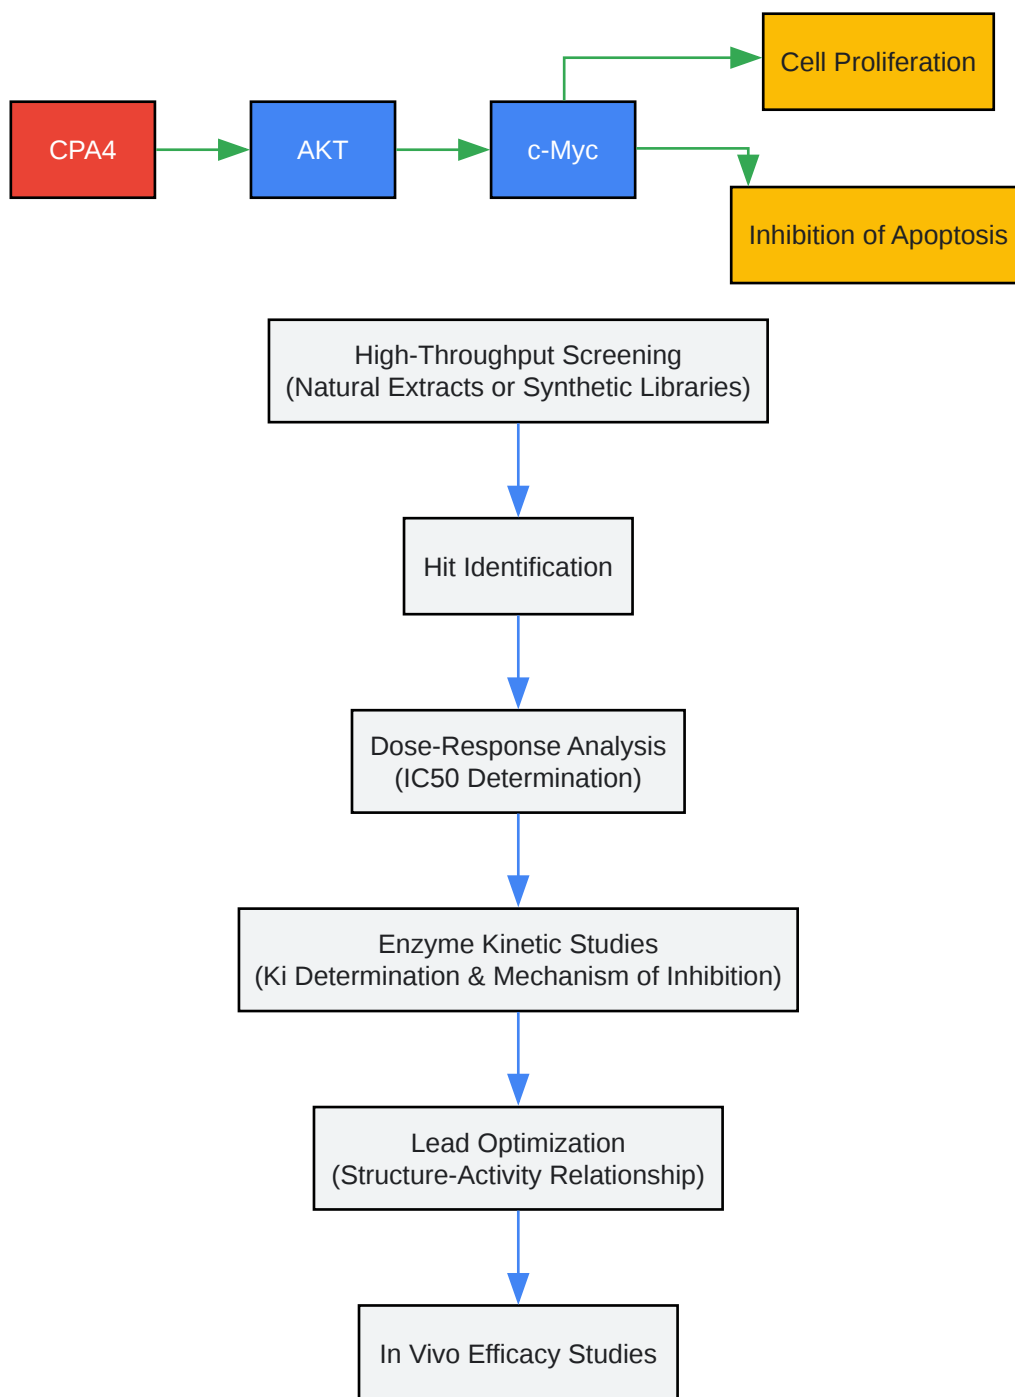 CPA4
AKT
c-Myc
Cell Proliferation
Inhibition of Apoptosis
High-Throughput Screening
(Natural Extracts or Synthetic Libraries)
Hit Identification
Dose-Response Analysis
(IC50 Determination)
Enzyme Kinetic Studies
(Ki Determination & Mechanism of Inhibition)
Lead Optimization
(Structure-Activity Relationship)
In Vivo Efficacy Studies